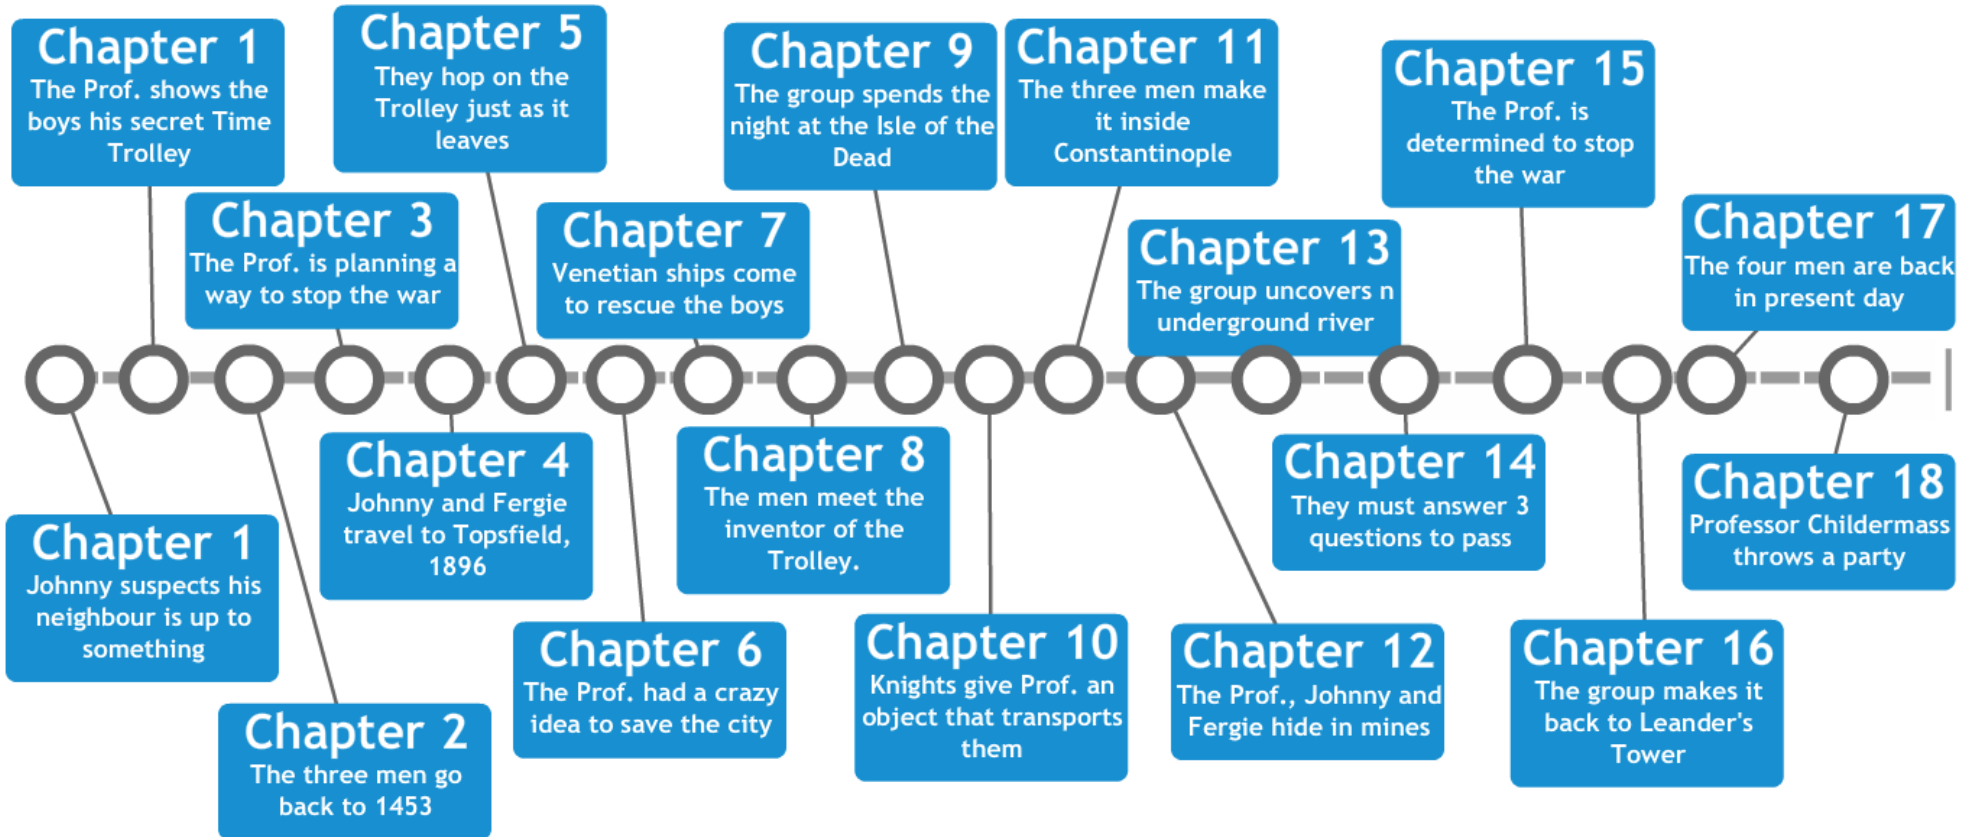 Chapter 1
Johnny suspects his
neighbour is up to
something
Chapter 1
The Prof. shows the
boys his secret Time
Trolley
Chapter 2
The three men go
back to 1453
Chapter 3
The Prof. is planning a
way to stop the war
Chapter 4
Johnny and Fergie
travel to Topsfield,
1896
Chapter 5
They hop on the
Trolley just as it
leaves
Chapter 6
The Prof. had a crazy
idea to save the city
Chapter 7
Venetian ships come
to rescue the boys
Chapter 8
The men meet the
inventor of the
Trolley.
Chapter 9
The group spends the
night at the Isle of the
Dead
Chapter 10
Knights give Prof. an
object that transports
them
Chapter 11
The three men make
it inside
Constantinople
Chapter 12
The Prof., Johnny and
Fergie hide in mines
Chapter 13
The group uncovers n
underground river
Chapter 14
They must answer 3
questions to pass
Chapter 15
The Prof. is
determined to stop
the war
Chapter 16
The group makes it
back to Leander's
Tower
Chapter 17
The four men are back
in present day
Chapter 18
Professor Childermass
throws a party